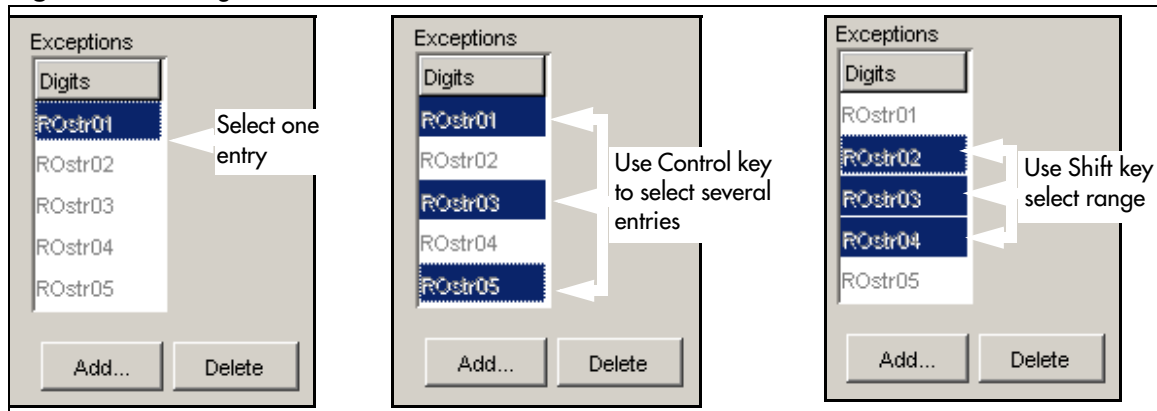 Exceptions
Digits
ROstr01
ROstr02
ROstr03
ROstr04
ROstr05
Add...
Delete
Select one
entry
Exceptions
Digits
ROstr01
ROstr02
ROstr03
ROstr04
ROstr05
Add...
Delete
Use Control key
to select several
entries
Exceptions
Digits
ROstr01
ROstr02
ROstr03
ROstr04
ROstr05
Add...
Delete
Use Shift key
select range